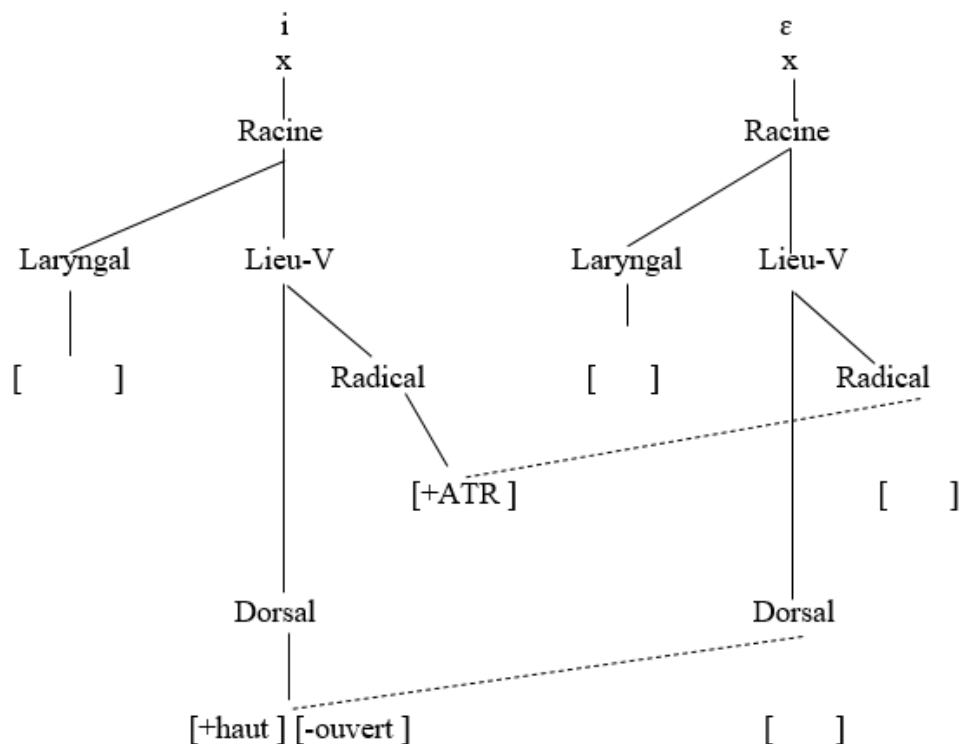 i ε
x x
Racine Racine
Laryngal Lieu-V Laryngal Lieu-V
[ ] Radical [ ] Radical
[+ATR ] [ ]
Dorsal Dorsal
[+haut ] [-ouvert ] [ ]